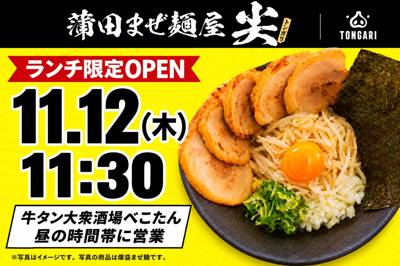 蒲田まぜ麺屋 尖 トンガリ
TONGARI
ランチ限定OPEN
11.12(木)
11:30
牛タン大衆酒場べこたん
昼の時間帯に営業
※写真はイメージです。写真の商品は爆盛まぜ麺です。